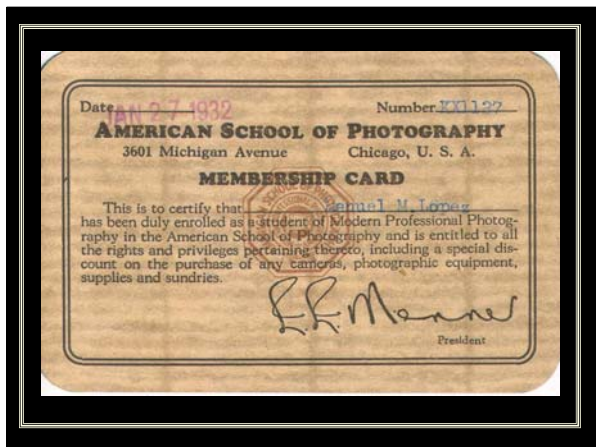 Date JAN 27 1932 Number
AMERICAN SCHOOL OF PHOTOGRAPHY
3601 Michigan Avenue Chicago, U. S. A.
MEMBERSHIP CARD
This is to certify that Manuel M. Lopez
has been duly enrolled as a student of Modern Professional Photog-
raphy in the American School of Photography and is entitled to all
the rights and privileges pertaining thereto, including a special dis-
count on the purchase of any cameras, photographic equipment,
supplies and sundries.
President